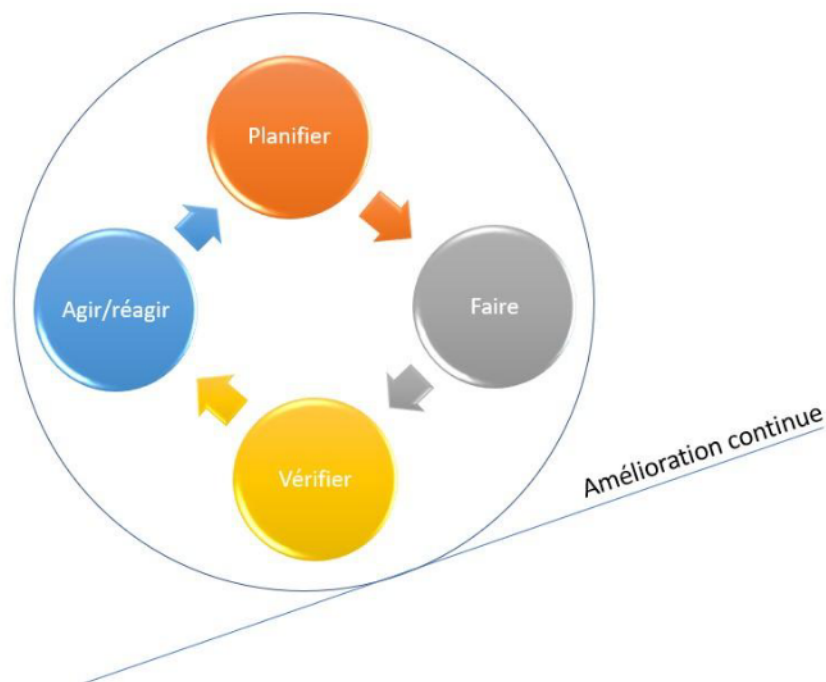 Planifier
Faire
Vérifier
Agir/réagir
Amélioration continue